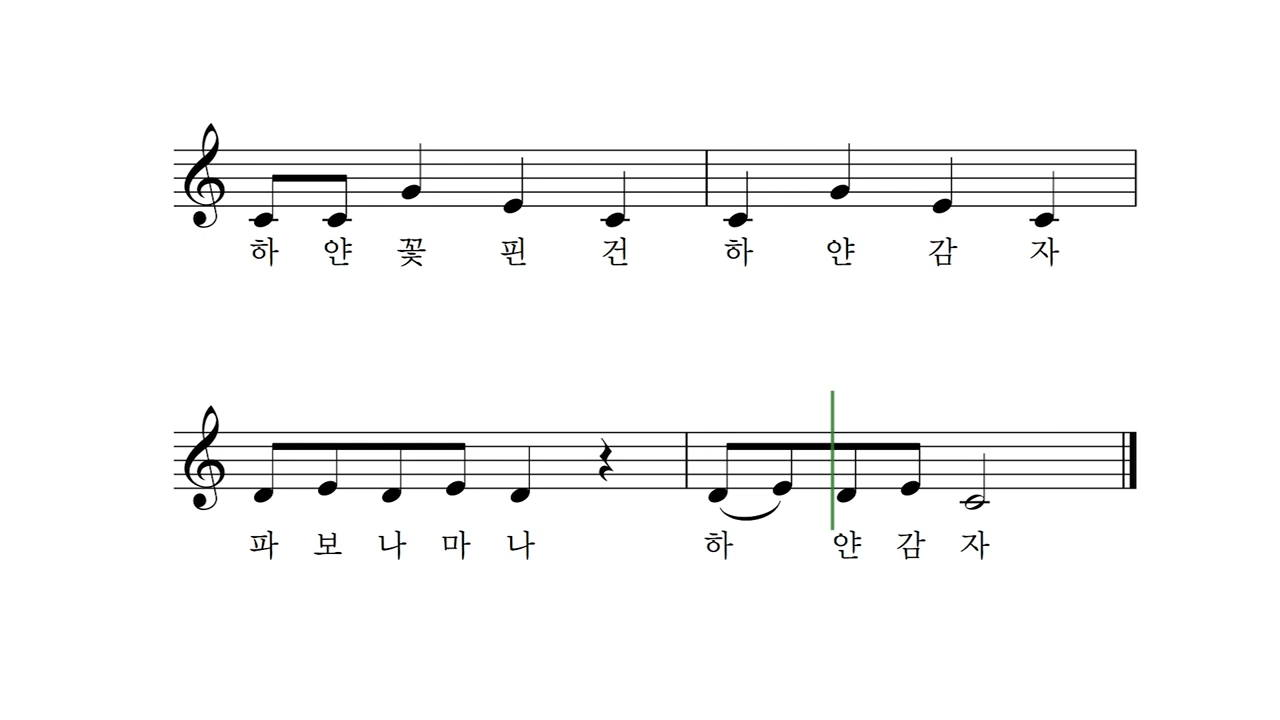 하 얀 꽃 핀 건 하 얀 감 자
파 보 나 마 나 하 얀 감 자